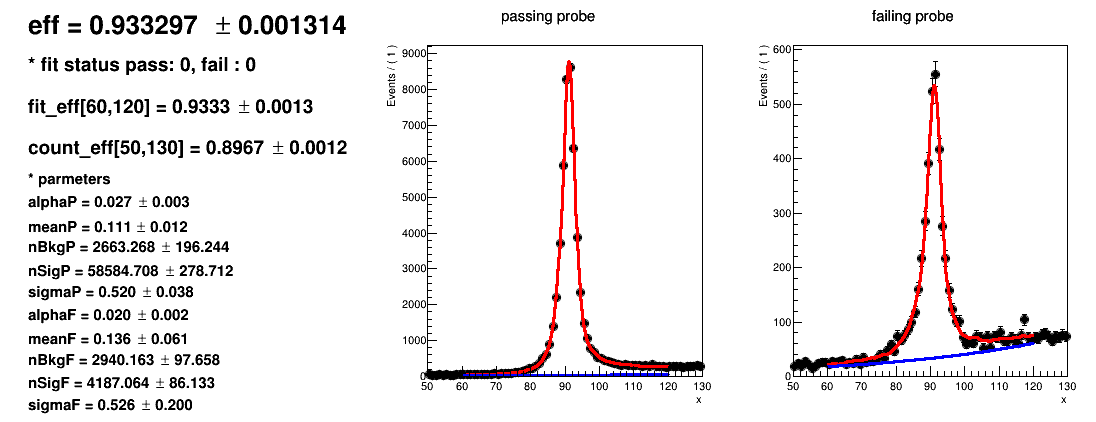 eff = 0.933297 ± 0.001314
* fit status pass: 0, fail : 0
fit_eff[60,120] = 0.9333 ± 0.0013
count_eff[50,130] = 0.8967 ± 0.0012
* parmeters
alphaP = 0.027 ± 0.003
meanP = 0.111 ± 0.012
nBkgP = 2663.268 ± 196.244
nSigP = 58584.708 ± 278.712
sigmaP = 0.520 ± 0.038
alphaF = 0.020 ± 0.002
meanF = 0.136 ± 0.061
nBkgF = 2940.163 ± 97.658
nSigF = 4187.064 ± 86.133
sigmaF = 0.526 ± 0.200
passing probe
Events / ( 1 )
9000
8000
7000
6000
5000
4000
3000
2000
1000
0
50 60 70 80 90 100 110 120 130
x
failing probe
Events / ( 1 )
600
500
400
300
200
100
0
50 60 70 80 90 100 110 120 130
x